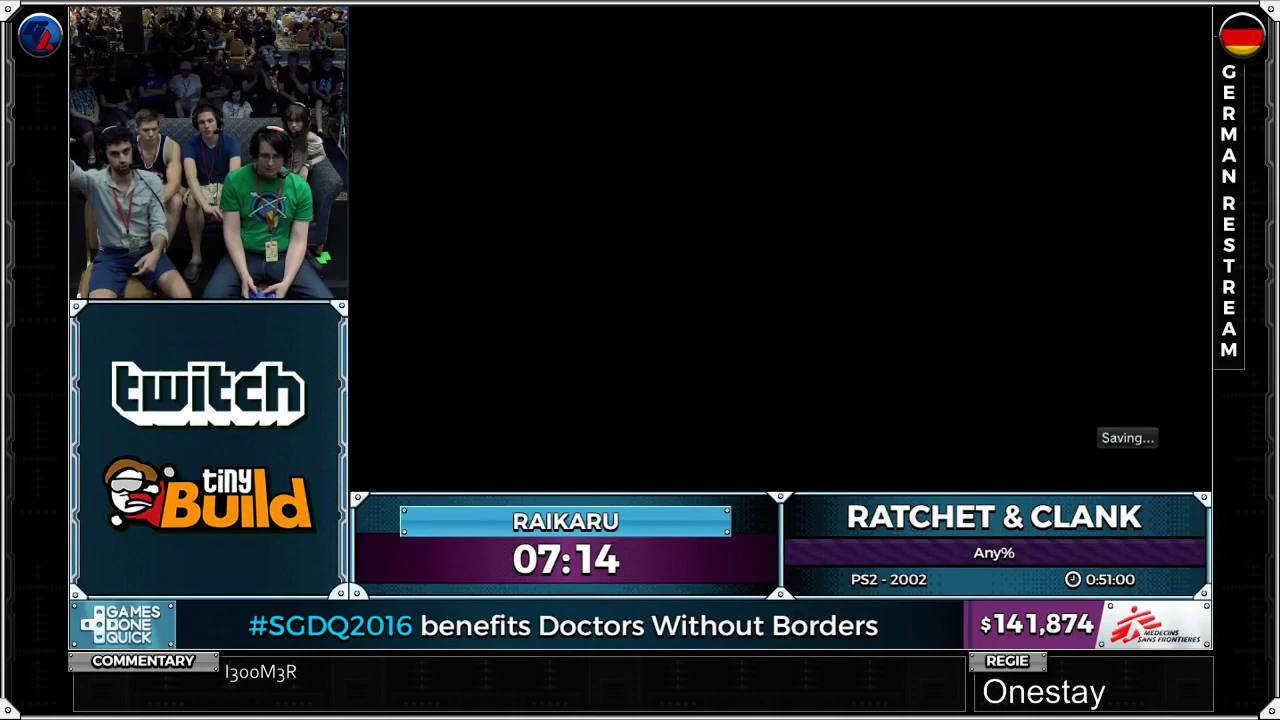 GERMAN RESTREAM
twitch
tiny
Build
Saving...
RAIKARU
07:14
RATCHET & CLANK
Any%
PS2 - 2002
0:51:00
GAMES
DONE
QUICK
#SGDQ2016 benefits Doctors Without Borders
$141,874
MEDECINS
SANS FRONTIERES
COMMENTARY
l300M3R
REGIE
Onestay